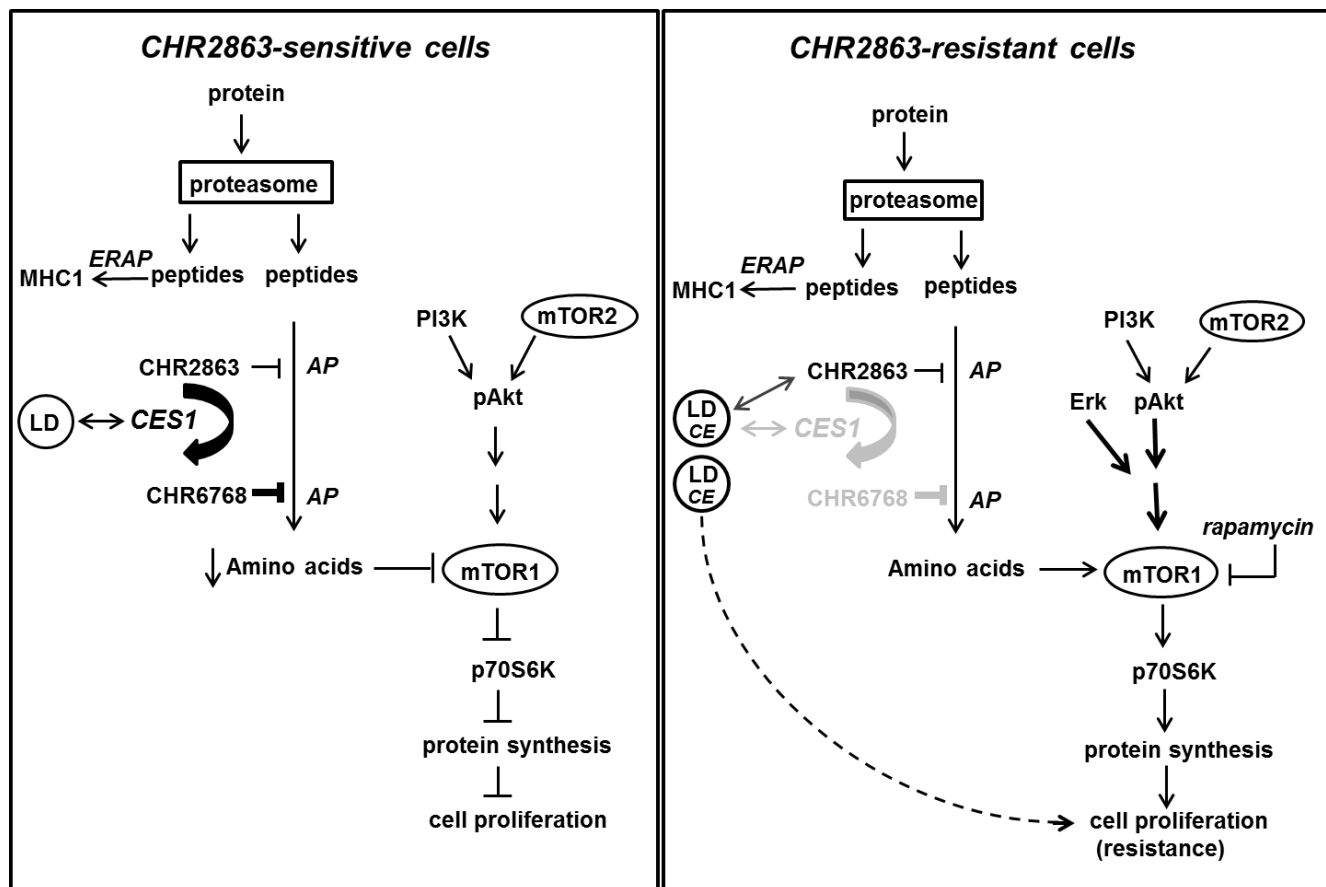 CHR2863-sensitive cells
protein
proteasome
ERAP
MHC1
peptides
peptides
PI3K
mTOR2
CHR2863
AP
pAkt
LD
CES1
CHR6768
AP
Amino acids
mTOR1
p70S6K
protein synthesis
cell proliferation
CHR2863-resistant cells
protein
proteasome
ERAP
MHC1
peptides
peptides
PI3K
mTOR2
CHR2863
AP
Erk
pAkt
LD
CE
CES1
LD
CE
CHR6768
AP
rapamycin
Amino acids
mTOR1
p70S6K
protein synthesis
cell proliferation
(resistance)